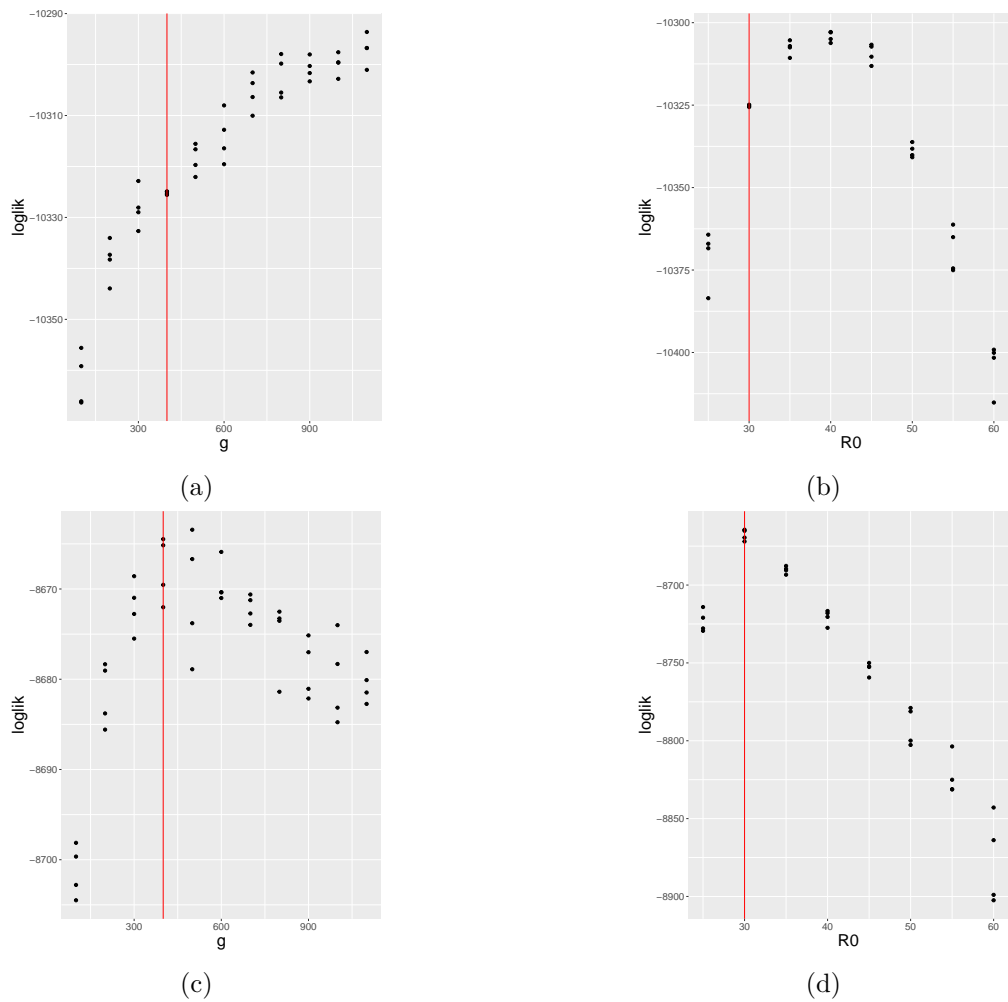 −10290
−10310
−10330
−10350
loglik
300 600 900
g
(a)
−10300
−10325
−10350
−10375
−10400
loglik
30 40 50 60
R0
(b)
−8670
−8680
−8690
−8700
loglik
300 600 900
g
(c)
−8700
−8750
−8800
−8850
−8900
loglik
30 40 50 60
R0
(d)